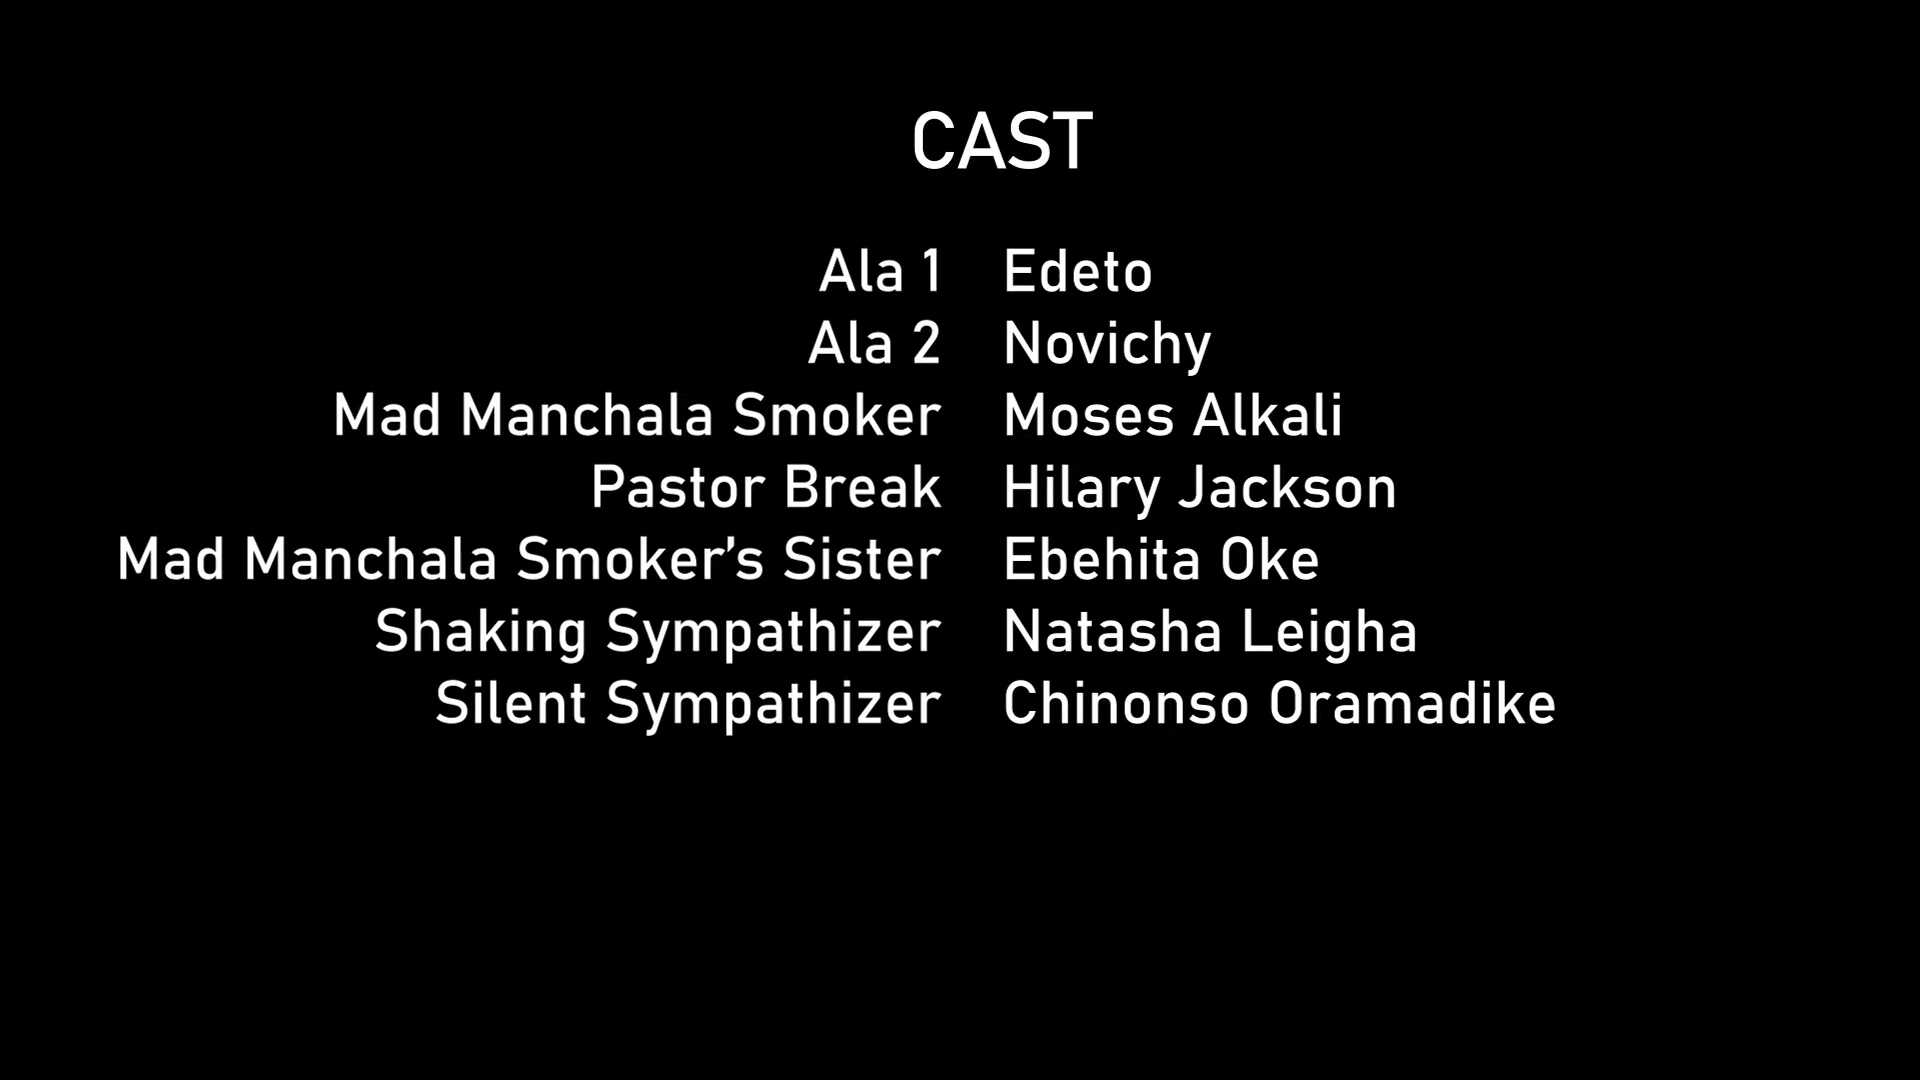 CAST
Ala 1 Edeto
Ala 2 Novichy
Mad Manchala Smoker Moses Alkali
Pastor Break Hilary Jackson
Mad Manchala Smoker’s Sister Ebehita Oke
Shaking Sympathizer Natasha Leigha
Silent Sympathizer Chinonso Oramadike